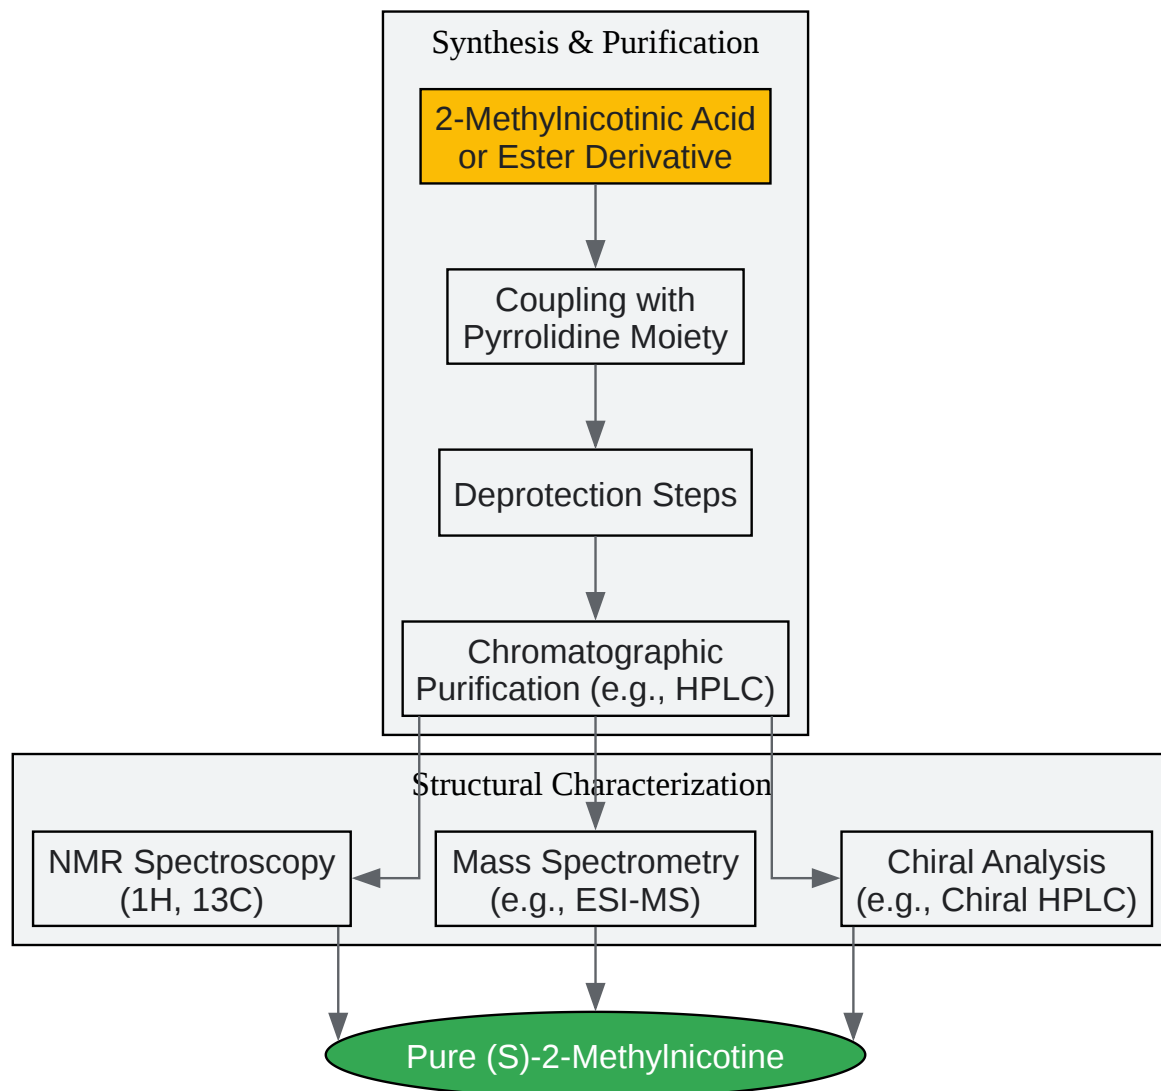 Synthesis & Purification
2-Methylnicotinic Acid
or Ester Derivative
Coupling with
Pyrrolidine Moiety
Deprotection Steps
Chromatographic
Purification (e.g., HPLC)
Structural Characterization
NMR Spectroscopy
(1H, 13C)
Mass Spectrometry
(e.g., ESI-MS)
Chiral Analysis
(e.g., Chiral HPLC)
Pure (S)-2-Methylnicotine